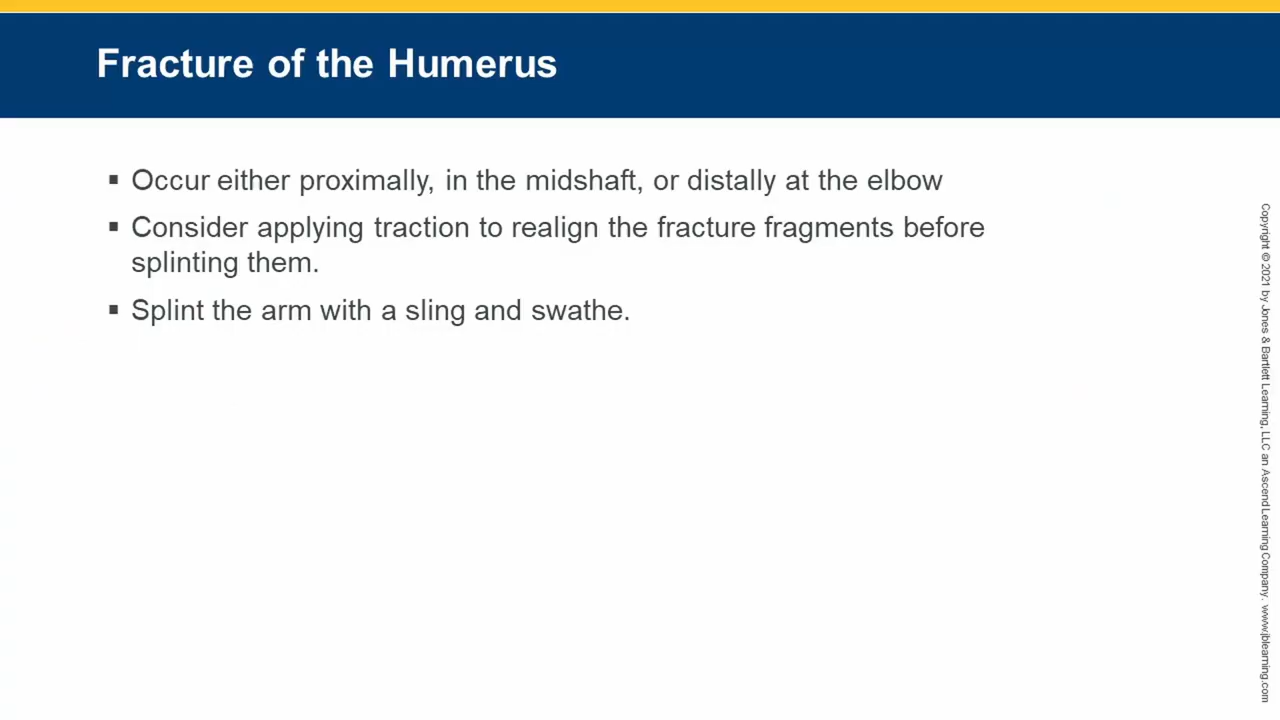 Fracture of the Humerus
▪ Occur either proximally, in the midshaft, or distally at the elbow
▪ Consider applying traction to realign the fracture fragments before
splinting them.
▪ Splint the arm with a sling and swathe.
Copyright © 2021 by Jones & Bartlett Learning, LLC an Ascend Learning Company. www.jblearning.com